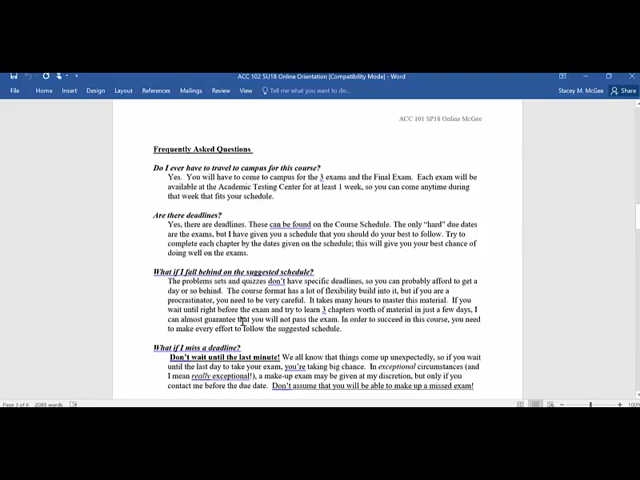 ACC 102 SU18 Online Orientation [Compatibility Mode] - Word
File Home Insert Design Layout References Mailings Review View Tell me what you want to do... Stacey M. McGee Share
ACC 101 SP18 Online McGee
Frequently Asked Questions
Do I ever have to travel to campus for this course?
Yes. You will have to come to campus for the 3 exams and the Final Exam. Each exam will be
available at the Academic Testing Center for at least 1 week, so you can come anytime during
that week that fits your schedule.
Are there deadlines?
Yes, there are deadlines. These can be found on the Course Schedule. The only "hard" due dates
are the exams, but I have given you a schedule that you should do your best to follow. Try to
complete each chapter by the dates given on the schedule; this will give you your best chance of
doing well on the exams.
What if I fall behind on the suggested schedule?
The problems sets and quizzes don't have specific deadlines, so you can probably afford to get a
day or so behind. The course format has a lot of flexibility built into it, but if you are a
procrastinator, you need to be very careful. It takes many hours to master this material. If you
wait until right before the exam and try to learn 3 chapters worth of material in just a few days, I
can almost guarantee that you will not pass the exam. In order to succeed in this course, you need
to make every effort to follow the suggested schedule.
What if I miss a deadline?
Don't wait until the last minute! We all know that things come up unexpectedly, so if you wait
until the last day to take your exam, you're taking big chance. In exceptional circumstances (and
I mean really exceptional!), a make-up exam may be given at my discretion, but only if you
contact me before the due date. Don't assume that you will be able to make up a missed exam!
Page 3 of 6 2085 words 100%